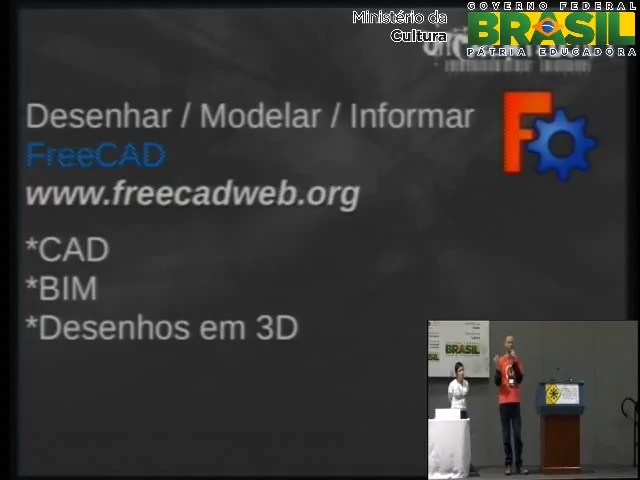 Ministério da
Cultura
GOVERNO FEDERAL
BRASIL
PÁTRIA EDUCADORA
Desenhar / Modelar / Informar
FreeCAD
www.freecadweb.org
*CAD
*BIM
*Desenhos em 3D
BRASIL